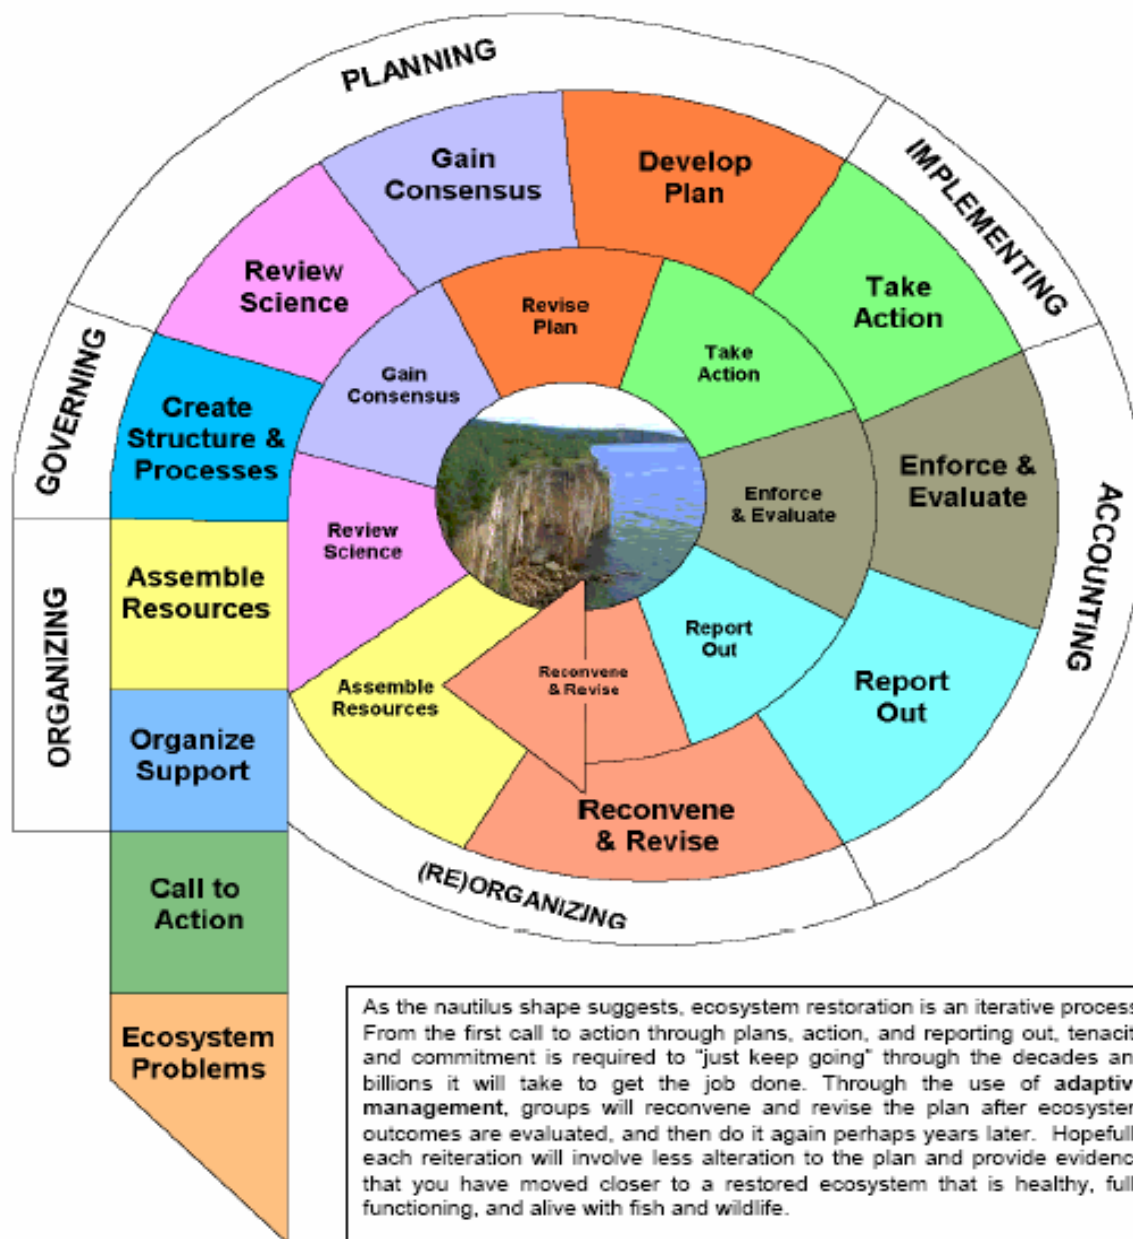 PLANNING
IMPLEMENTING
GOVERNING
ORGANIZING
ACCOUNTING
(RE)ORGANIZING
Ecosystem
Problems
Call to
Action
Organize
Support
Assemble
Resources
Create
Structure &
Processes
Review
Science
Gain
Consensus
Develop
Plan
Take
Action
Enforce &
Evaluate
Report
Out
Reconvene
& Revise
Assemble
Resources
Review
Science
Gain
Consensus
Revise
Plan
Take
Action
Enforce
& Evaluate
Report
Out
Reconvene
& Revise
As the nautilus shape suggests, ecosystem restoration is an iterative process
From the first call to action through plans, action, and reporting out, tenacit
and commitment is required to "just keep going" through the decades an
billions it will take to get the job done. Through the use of adaptiv
management, groups will reconvene and revise the plan after ecosyster
outcomes are evaluated, and then do it again perhaps years later. Hopefull
each reiteration will involve less alteration to the plan and provide evidenc
that you have moved closer to a restored ecosystem that is healthy, full
functioning, and alive with fish and wildlife.